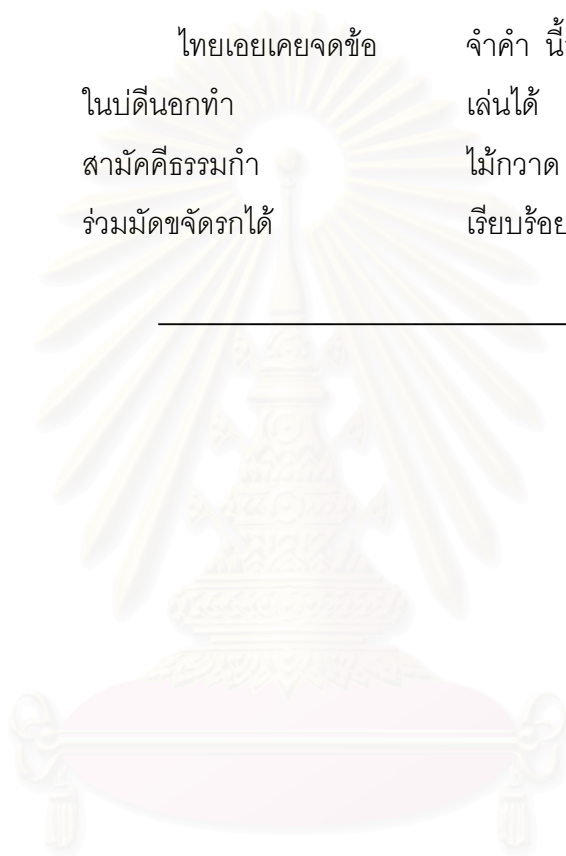 ไทยเอยเคยจดข้อ จำคำ นี้
ในบ่ดีนอกทำ เล่นได้
สามัคคีธรรมกำ ไม้กวาด
ร่วมมัดขจัดรกได้ เรียบร้อย